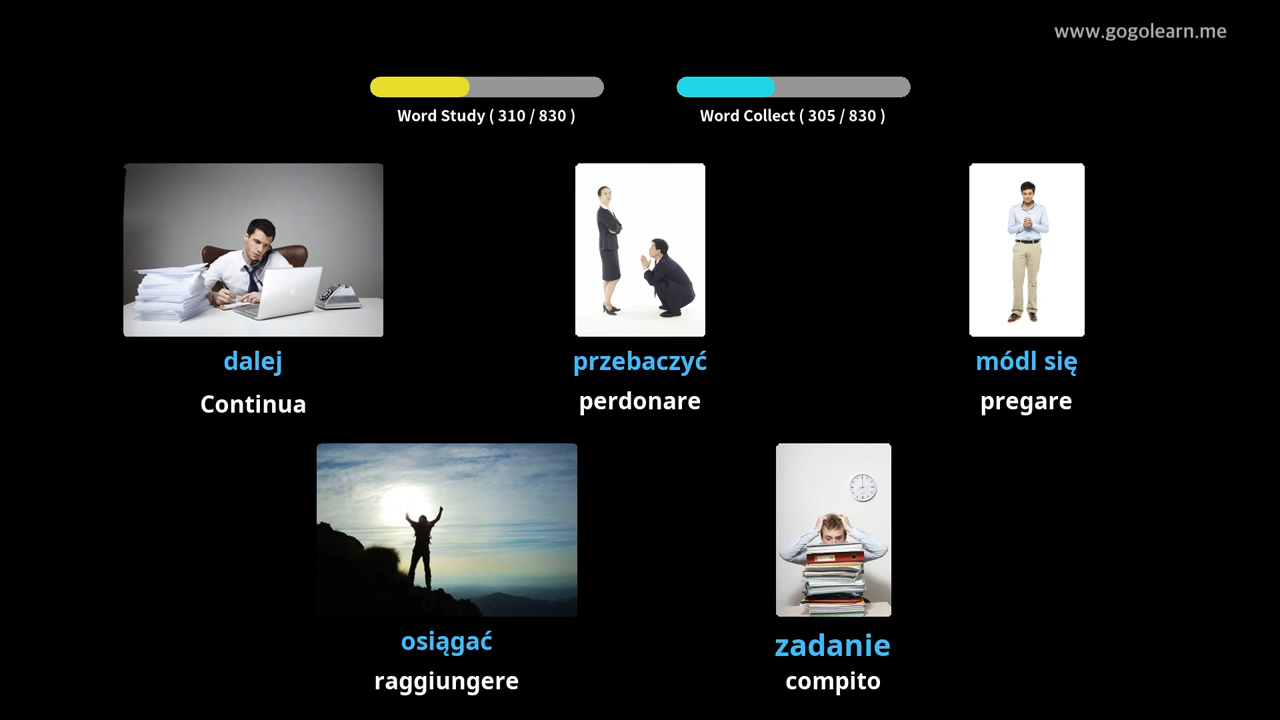 www.gogolearn.me
Word Study ( 310 / 830 )
Word Collect ( 305 / 830 )
dalej
Continua
przebaczyć
perdonare
módl się
pregare
osiągać
raggiungere
zadanie
compito